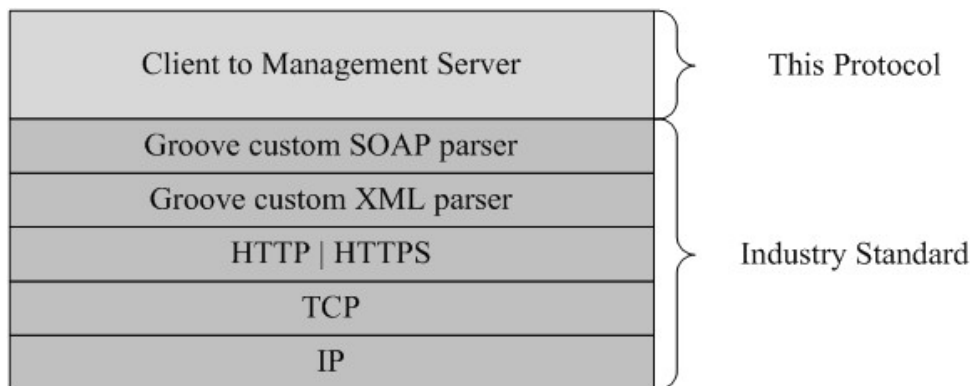 Client to Management Server
This Protocol
Groove custom SOAP parser
Groove custom XML parser
HTTP | HTTPS
Industry Standard
TCP
IP